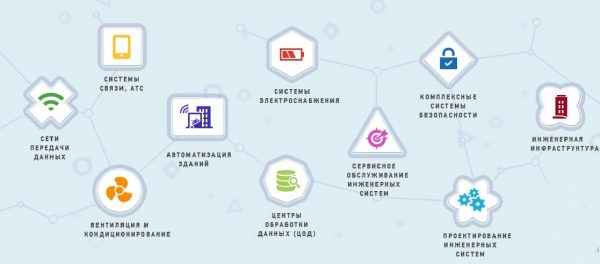 СИСТЕМЫ
СВЯЗИ, АТС
СЕТИ
ПЕРЕДАЧИ
ДАННЫХ
АВТОМАТИЗАЦИЯ
ЗДАНИЙ
ВЕНТИЛЯЦИЯ И
КОНДИЦИОНИРОВАНИЕ
СИСТЕМЫ
ЭЛЕКТРОСНАБЖЕНИЯ
ЦЕНТРЫ
ОБРАБОТКИ
ДАННЫХ (ЦОД)
СЕРВИСНОЕ
ОБСЛУЖИВАНИЕ
ИНЖЕНЕРНЫХ
СИСТЕМ
КОМПЛЕКСНЫЕ
СИСТЕМЫ
БЕЗОПАСНОСТИ
ИНЖЕНЕРНАЯ
ИНФРАСТРУКТУРА
ПРОЕКТИРОВАНИЕ
ИНЖЕНЕРНЫХ
СИСТЕМ